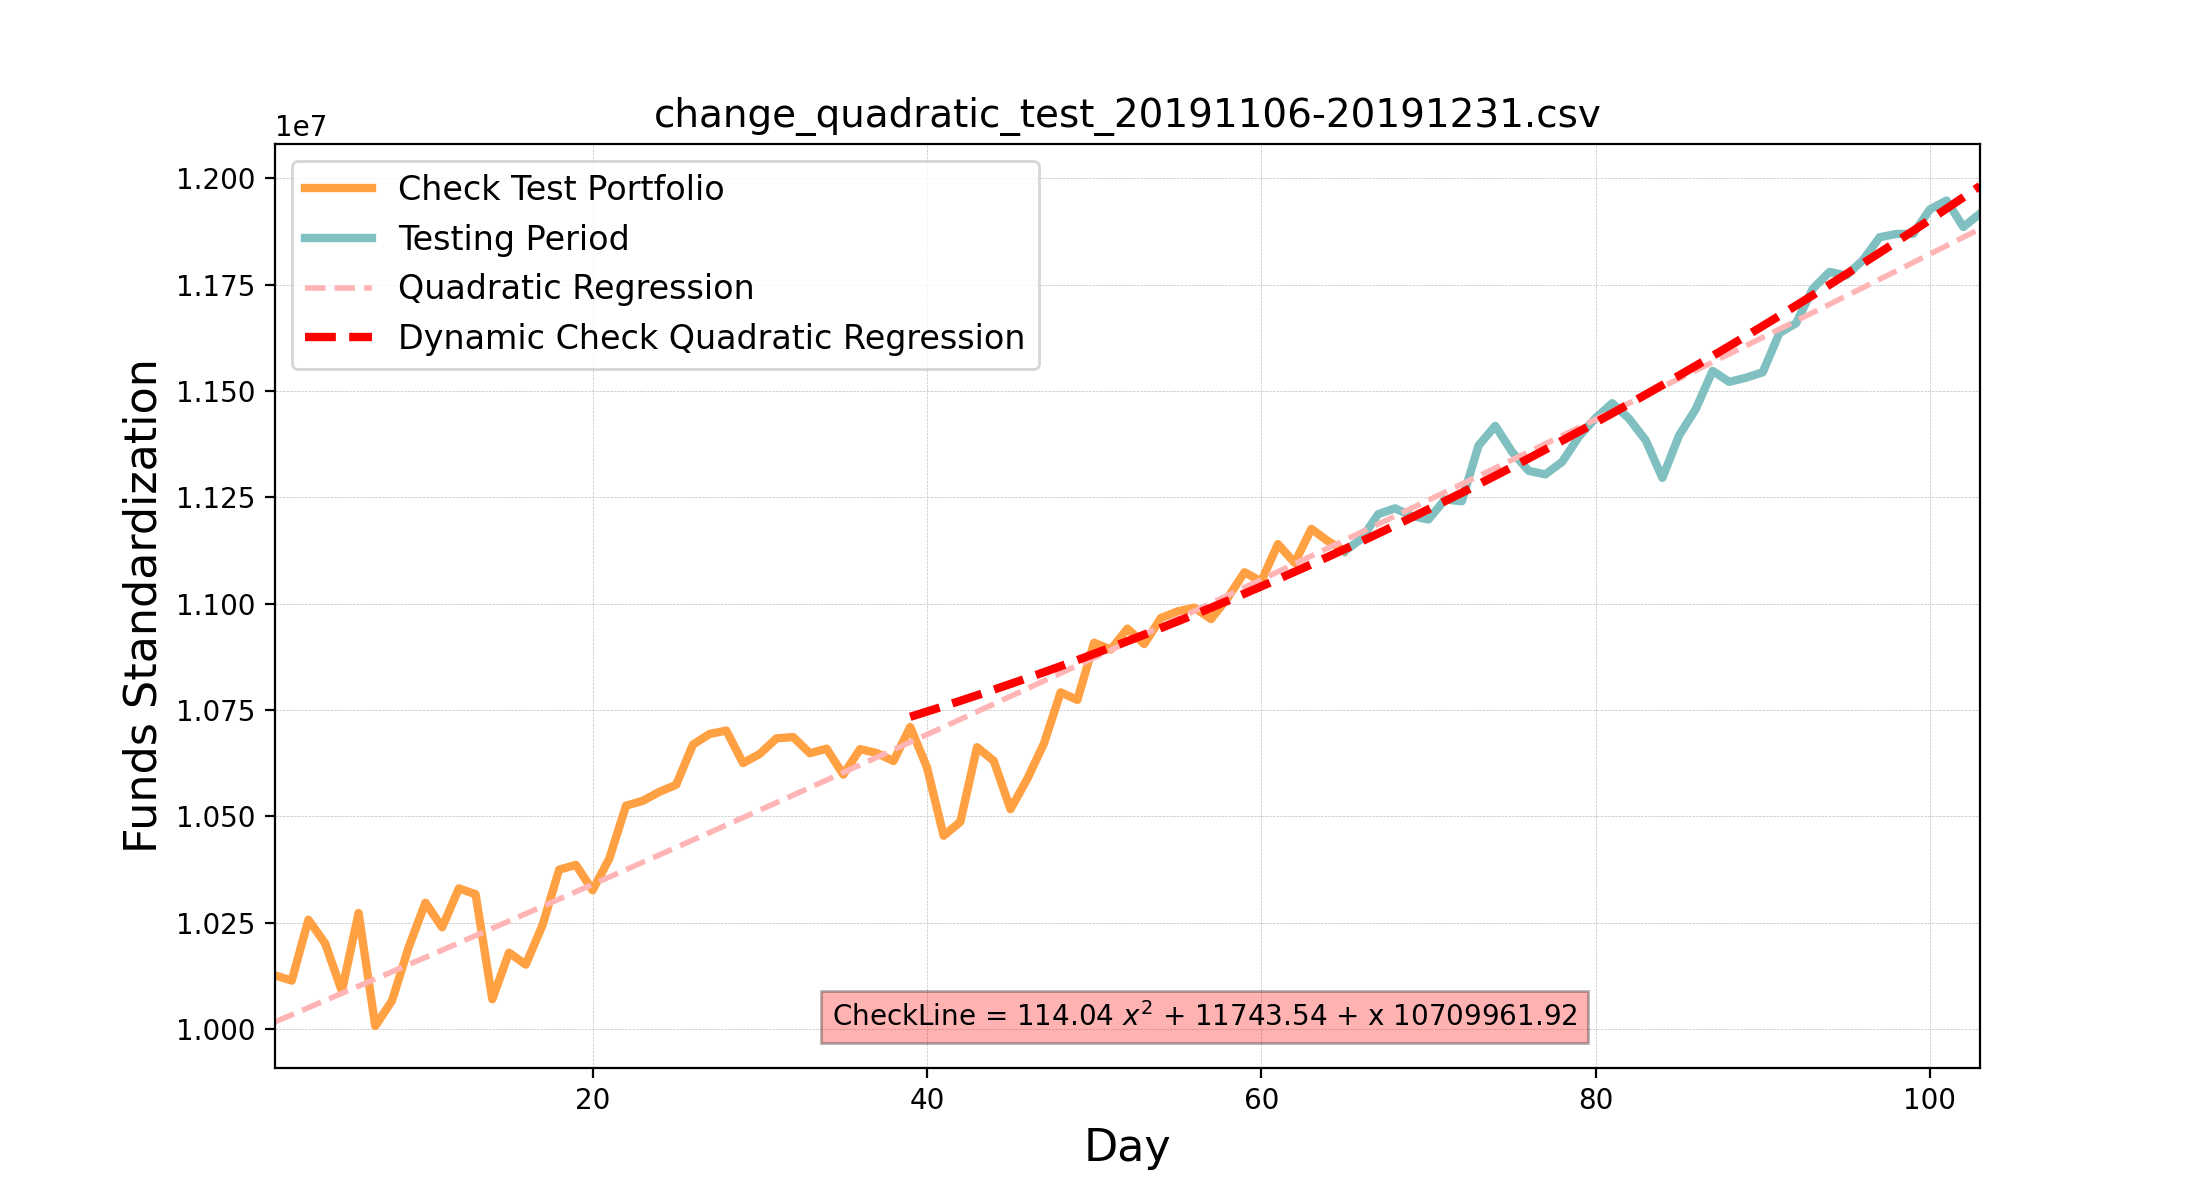 change_quadratic_test_20191106-20191231.csv
1e7
Check Test Portfolio
Testing Period
Quadratic Regression
Dynamic Check Quadratic Regression
Funds Standardization
1.200
1.175
1.150
1.125
1.100
1.075
1.050
1.025
1.000
CheckLine = 114.04 x² + 11743.54 + x 10709961.92
20 40 60 80 100
Day